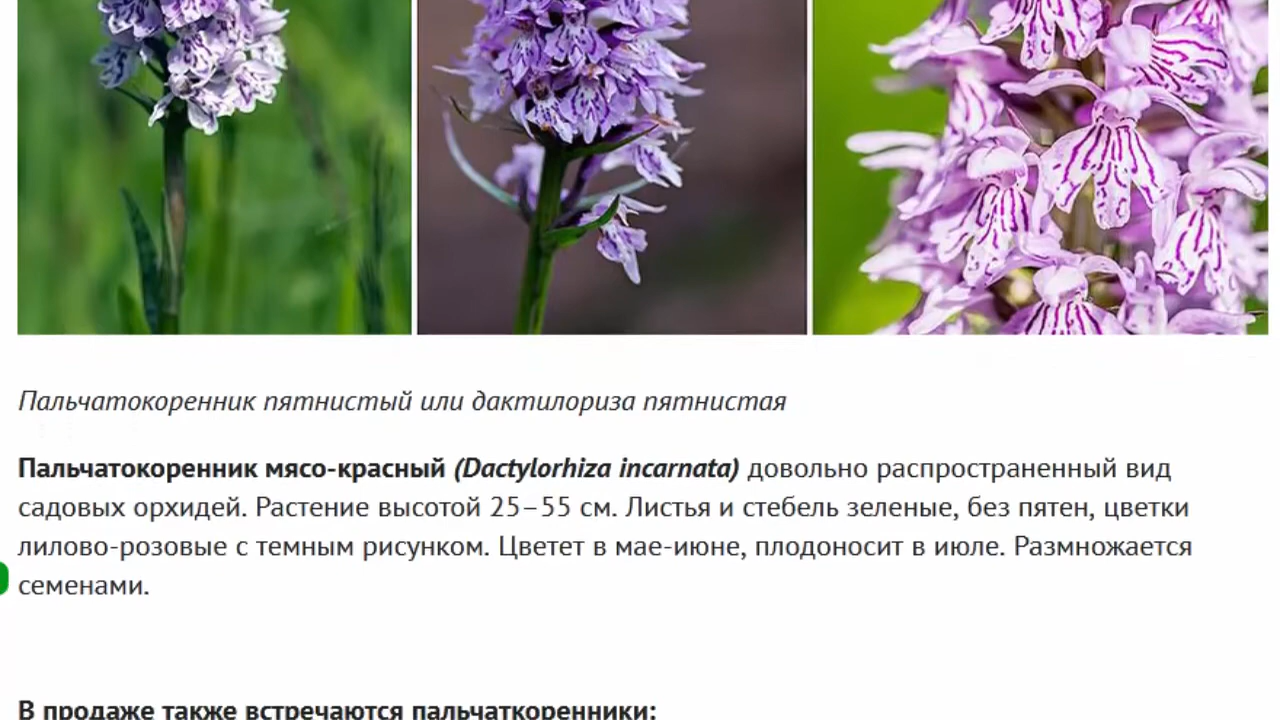 Пальчатокоренник пятнистый или дактилориза пятнистая
Пальчатокоренник мясо-красный (Dactylorhiza incarnata) довольно распространенный вид
садовых орхидей. Растение высотой 25–55 см. Листья и стебель зеленые, без пятен, цветки
лилово-розовые с темным рисунком. Цветет в мае-июне, плодоносит в июле. Размножается
семенами.
В продаже также встречаются пальчаткоренники: